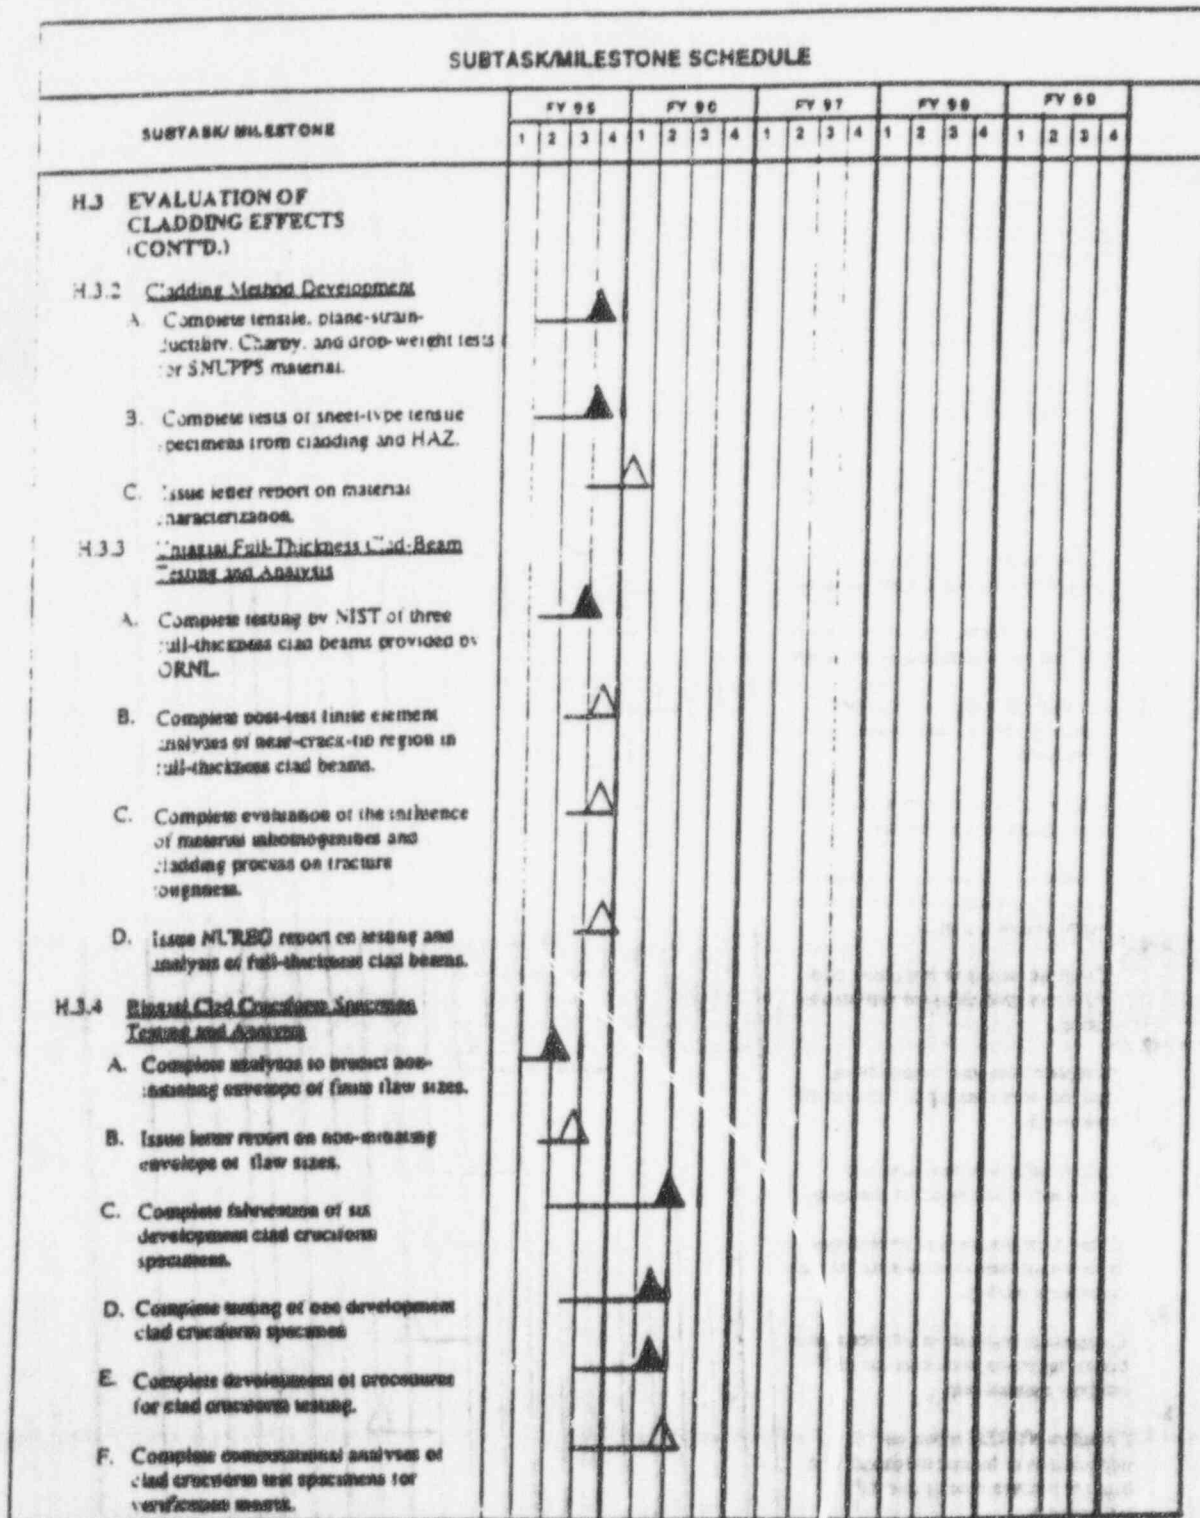 SUBTASK/MILESTONE SCHEDULE
SUBTASK/ MILESTONE
FY 95 FY 96 FY 97 FY 98 FY 99
1 2 3 4 1 2 3 4 1 2 3 4 1 2 3 4 1 2 3 4
H.3 EVALUATION OF
CLADDING EFFECTS
(CONT'D.)
H.3.2 Cladding Method Development
A. Complete tensile, plane-strain-
ductility, Charpy, and drop-weight tests
for material.
B. Complete tests of sheet-type tensile
specimens from cladding and HAZ.
C. Issue letter report on material
characterization.
H.3.3 Uniaxial Full-Thickness Clad-Beam
Testing and Analysis
A. Complete testing by NIST of three
full-thickness clad beams provided by
ORNL.
B. Complete post-test finite element
analyses of near-crack-tip region in
full-thickness clad beams.
C. Complete evaluation of the influence
of material inhomogenities and
cladding process on fracture
toughness.
D. Issue NUREG report on testing and
analysis of full-thickness clad beams.
H.3.4 Biaxial Clad Cruciform Specimen
Testing and Analysis
A. Complete analyses to predict non-
initiating envelope of finite flaw sizes.
B. Issue letter report on non-initiating
envelope of flaw sizes.
C. Complete fabrication of six
development clad cruciform
specimens.
D. Complete testing of one development
clad cruciform specimen
E. Complete development of procedures
for clad cruciform testing.
F. Complete computational analyses of
clad cruciform test specimens for
verification